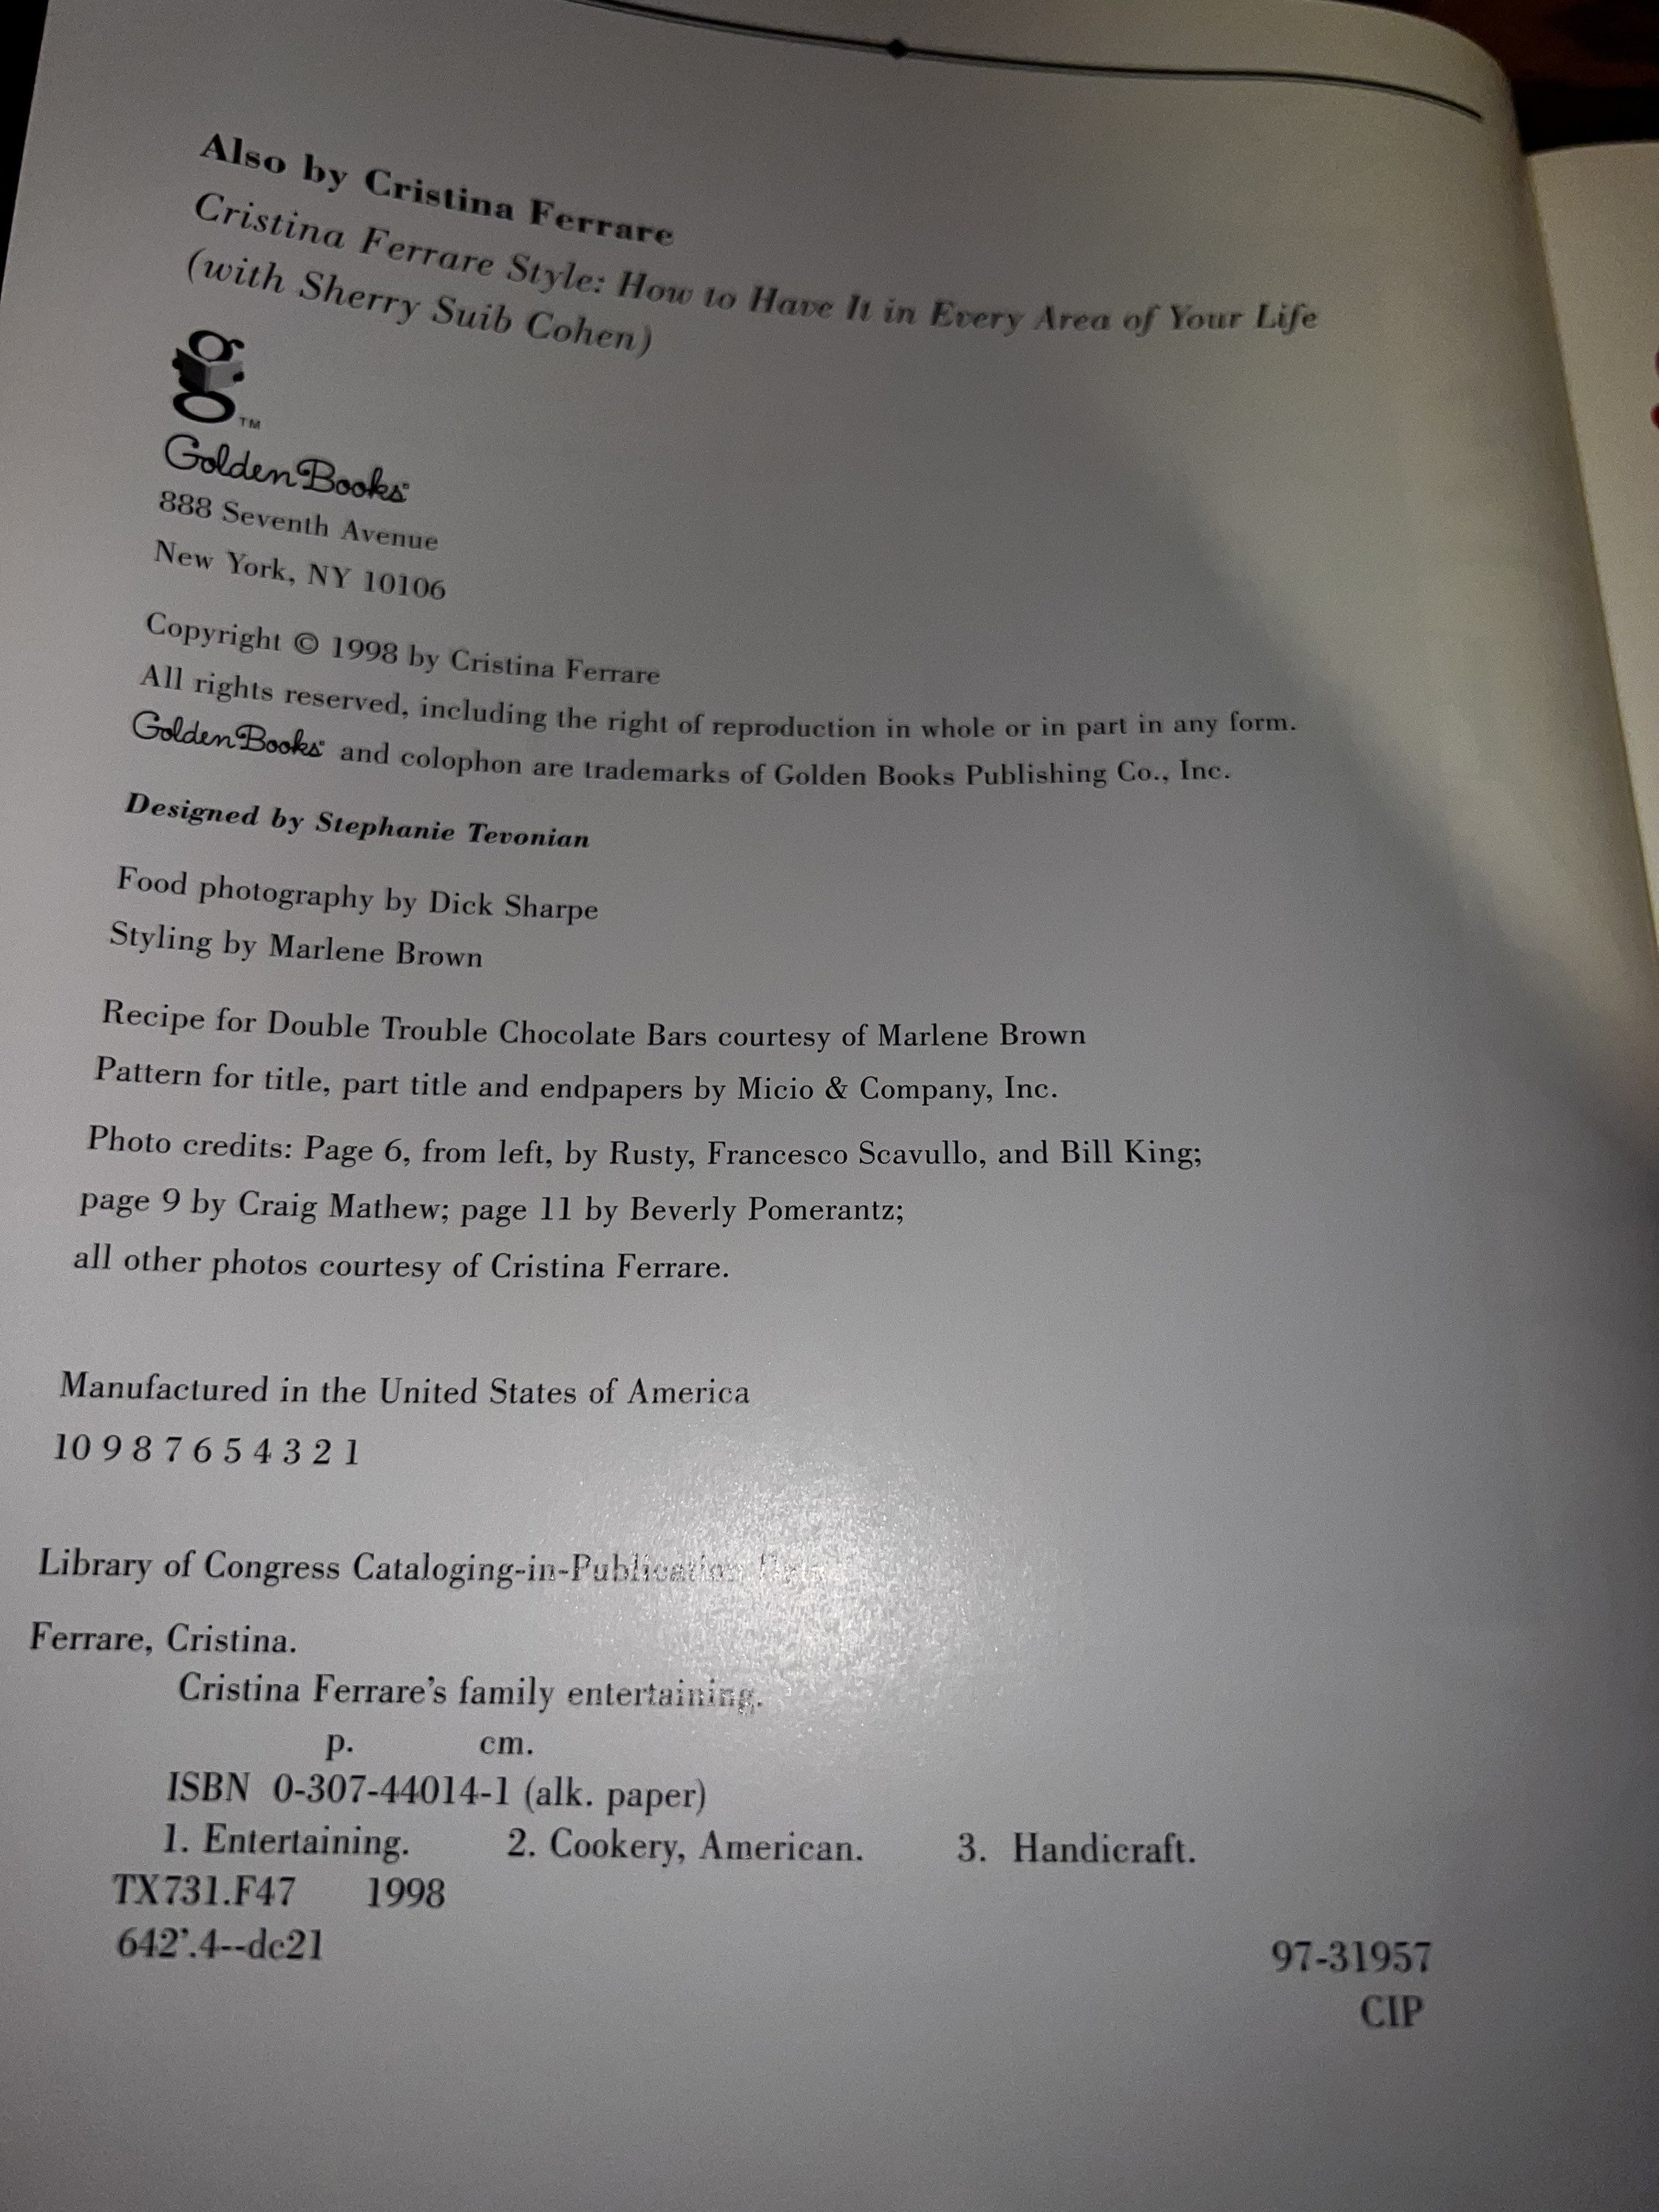 Also by Cristina Ferrare
Cristina Ferrare Style: How to Have It in Every Area of Your Life
(with Sherry Suib Cohen)
g TM
Golden Books®
888 Seventh Avenue
New York, NY 10106
Copyright © 1998 by Cristina Ferrare
All rights reserved, including the right of reproduction in whole or in part in any form.
Golden Books® and colophon are trademarks of Golden Books Publishing Co., Inc.
Designed by Stephanie Tevonian
Food photography by Dick Sharpe
Styling by Marlene Brown
Recipe for Double Trouble Chocolate Bars courtesy of Marlene Brown
Pattern for title, part title and endpapers by Micio & Company, Inc.
Photo credits: Page 6, from left, by Rusty, Francesco Scavullo, and Bill King;
page 9 by Craig Mathew; page 11 by Beverly Pomerantz;
all other photos courtesy of Cristina Ferrare.
Manufactured in the United States of America
10 9 8 7 6 5 4 3 2 1
Library of Congress Cataloging-in-Publication Data
Ferrare, Cristina.
Cristina Ferrare's family entertaining.
p. cm.
ISBN 0-307-44014-1 (alk. paper)
1. Entertaining. 2. Cookery, American. 3. Handicraft.
TX731.F47 1998
642'.4--dc21
97-31957
CIP